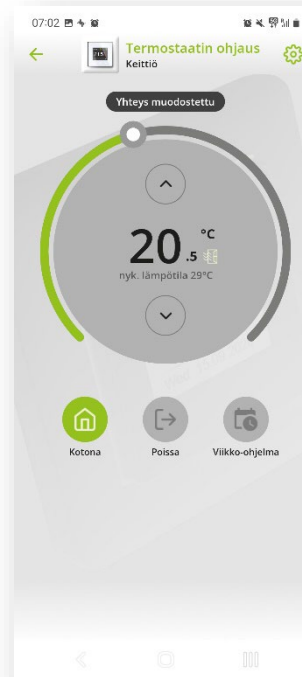 07:02
Termostaatin ohjaus
Keittiö
Yhteys muodostettu
20.5 °C
nyk. lämpötila 29°C
Kotona
Poissa
Viikko-ohjelma